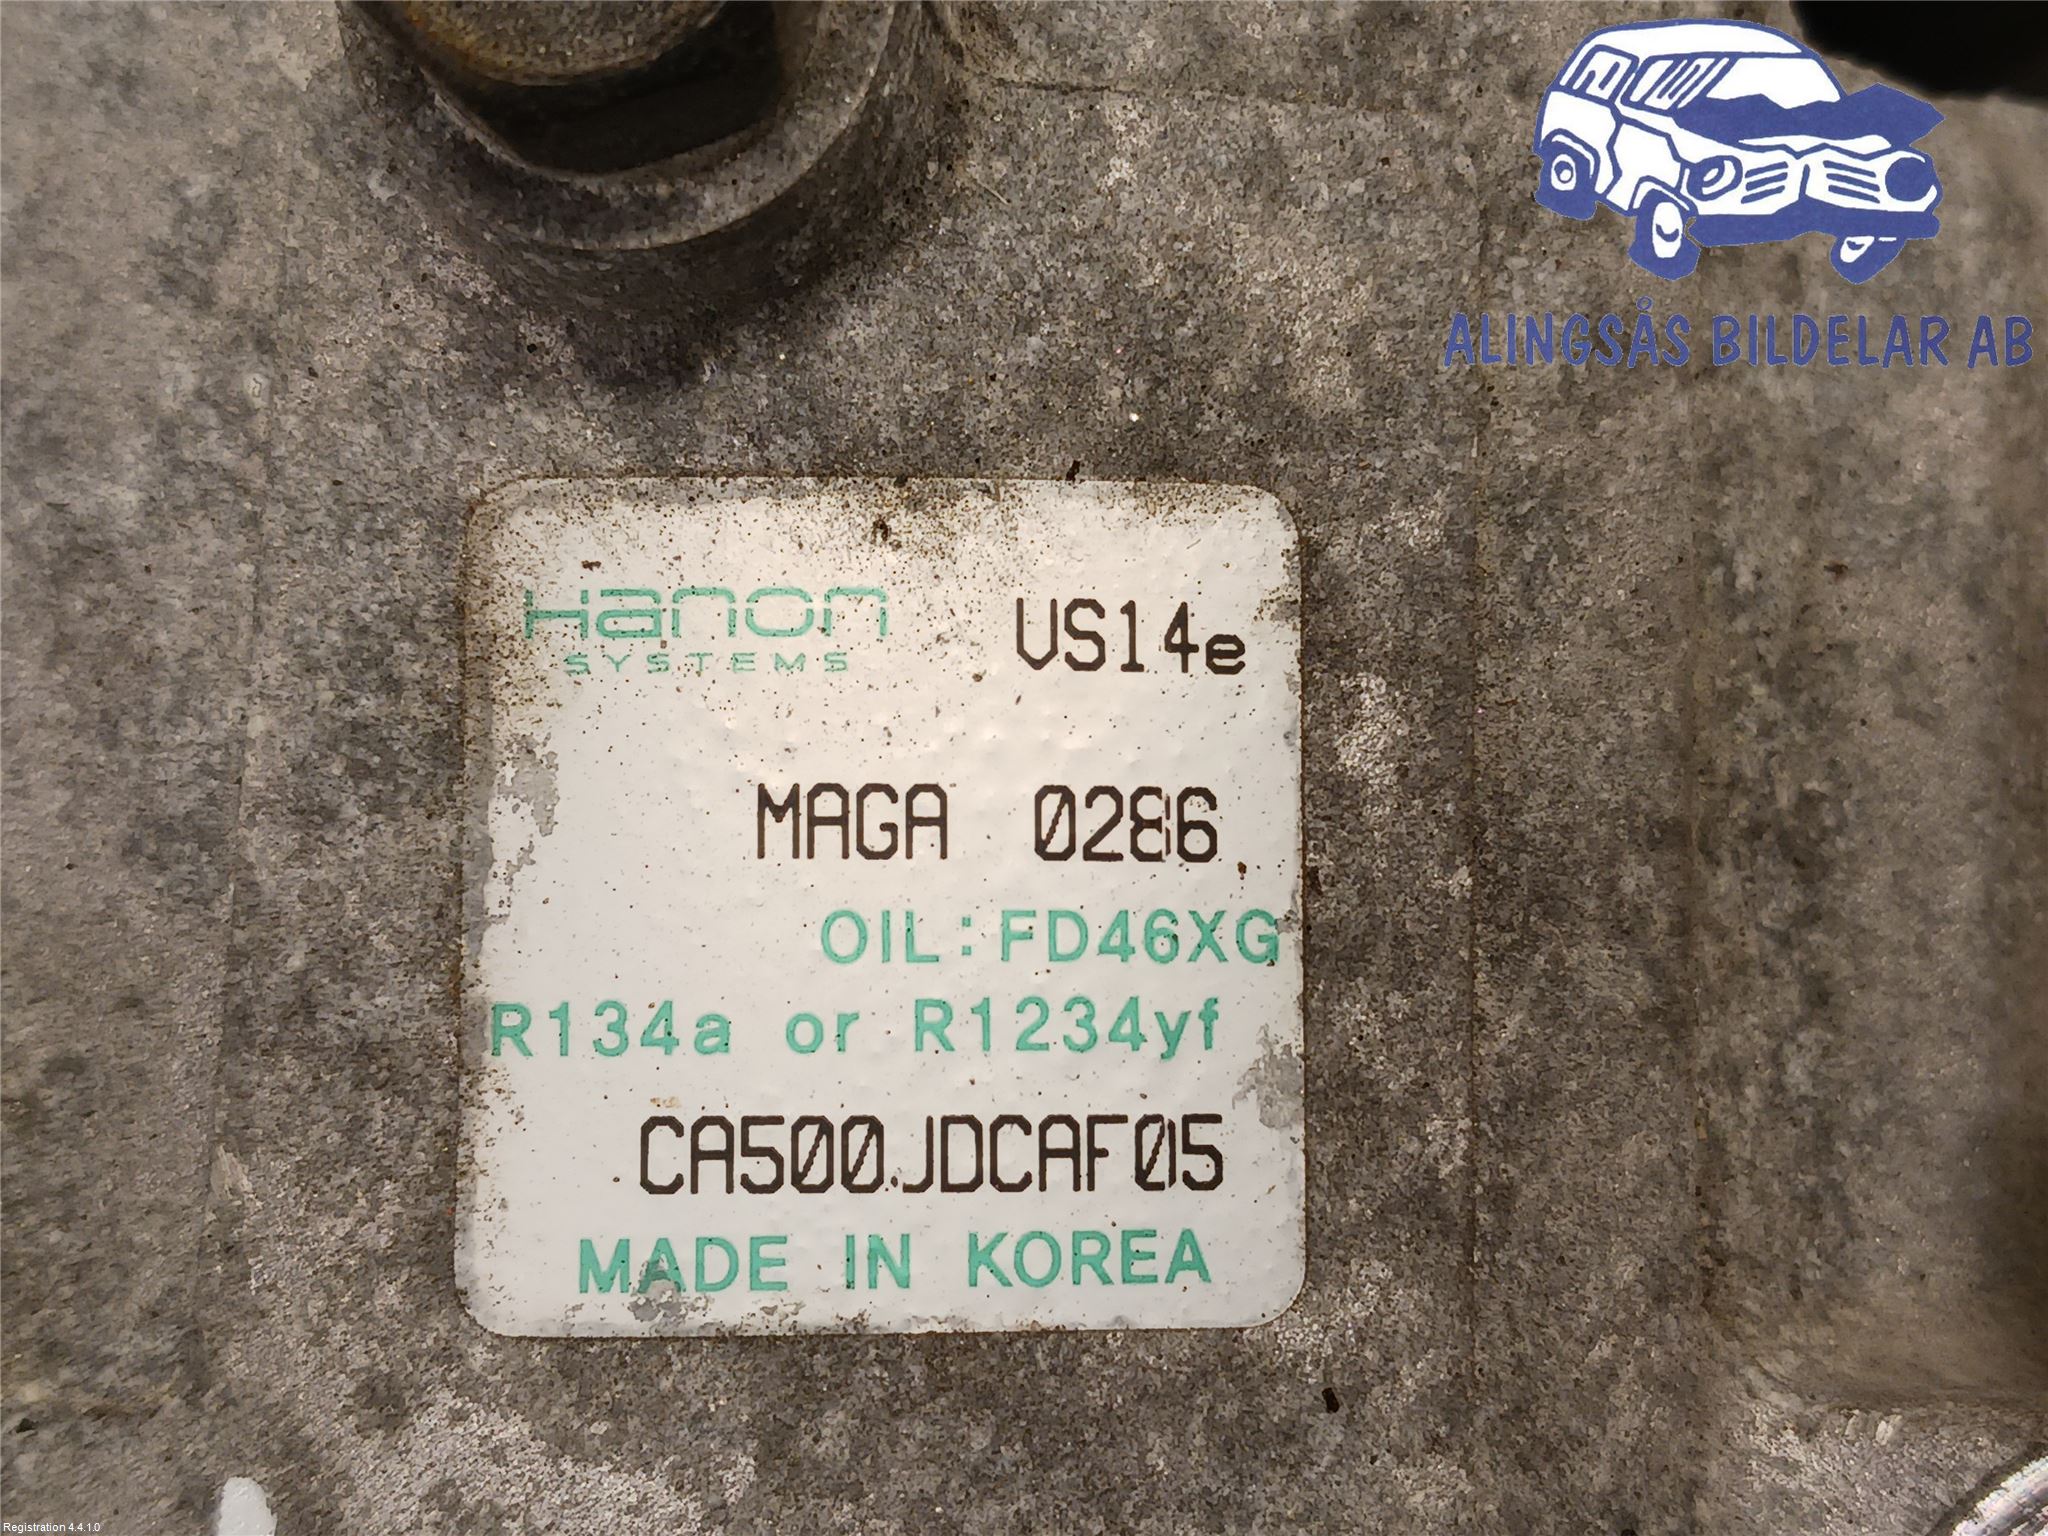 ALINGSÅS BILDELAR AB
Hanon
SYSTEMS
VS14e
MAGA 0286
OIL:FD46XG
R134a or R1234yf
CA500JDCAF05
MADE IN KOREA
Registration 4.4.1.0